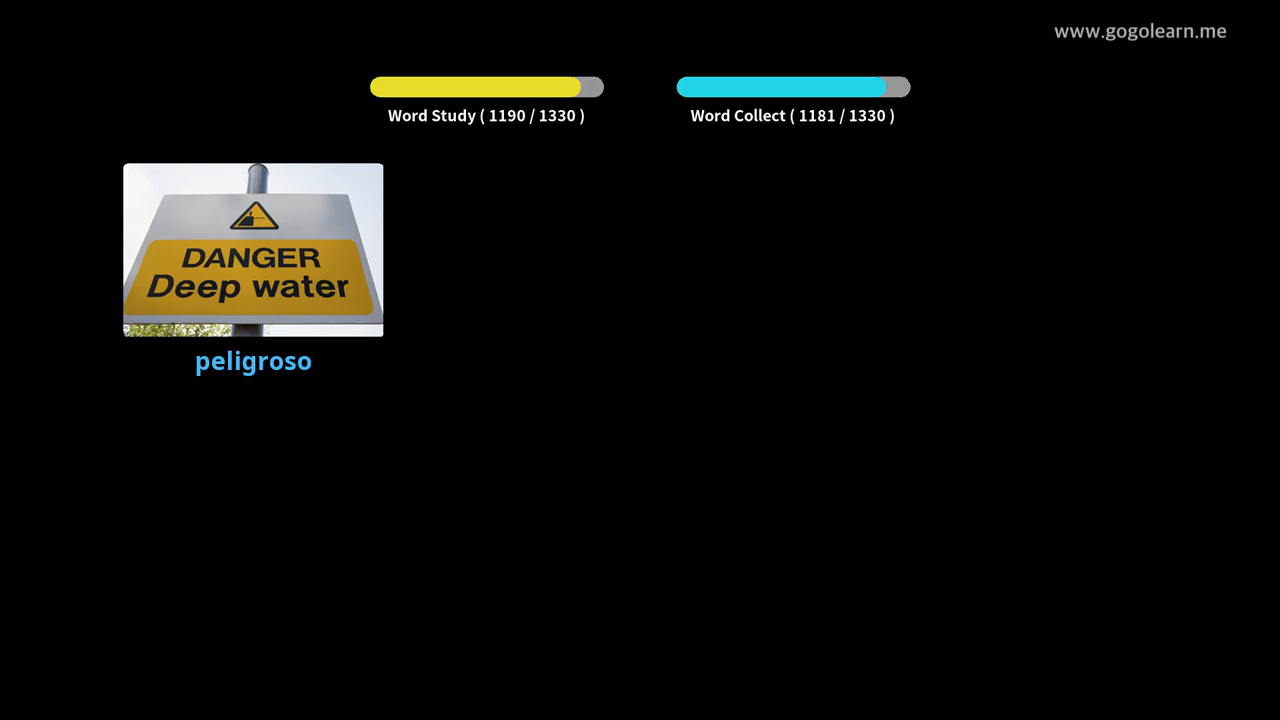 www.gogolearn.me
Word Study ( 1190 / 1330 )
Word Collect ( 1181 / 1330 )
DANGER
Deep water
peligroso